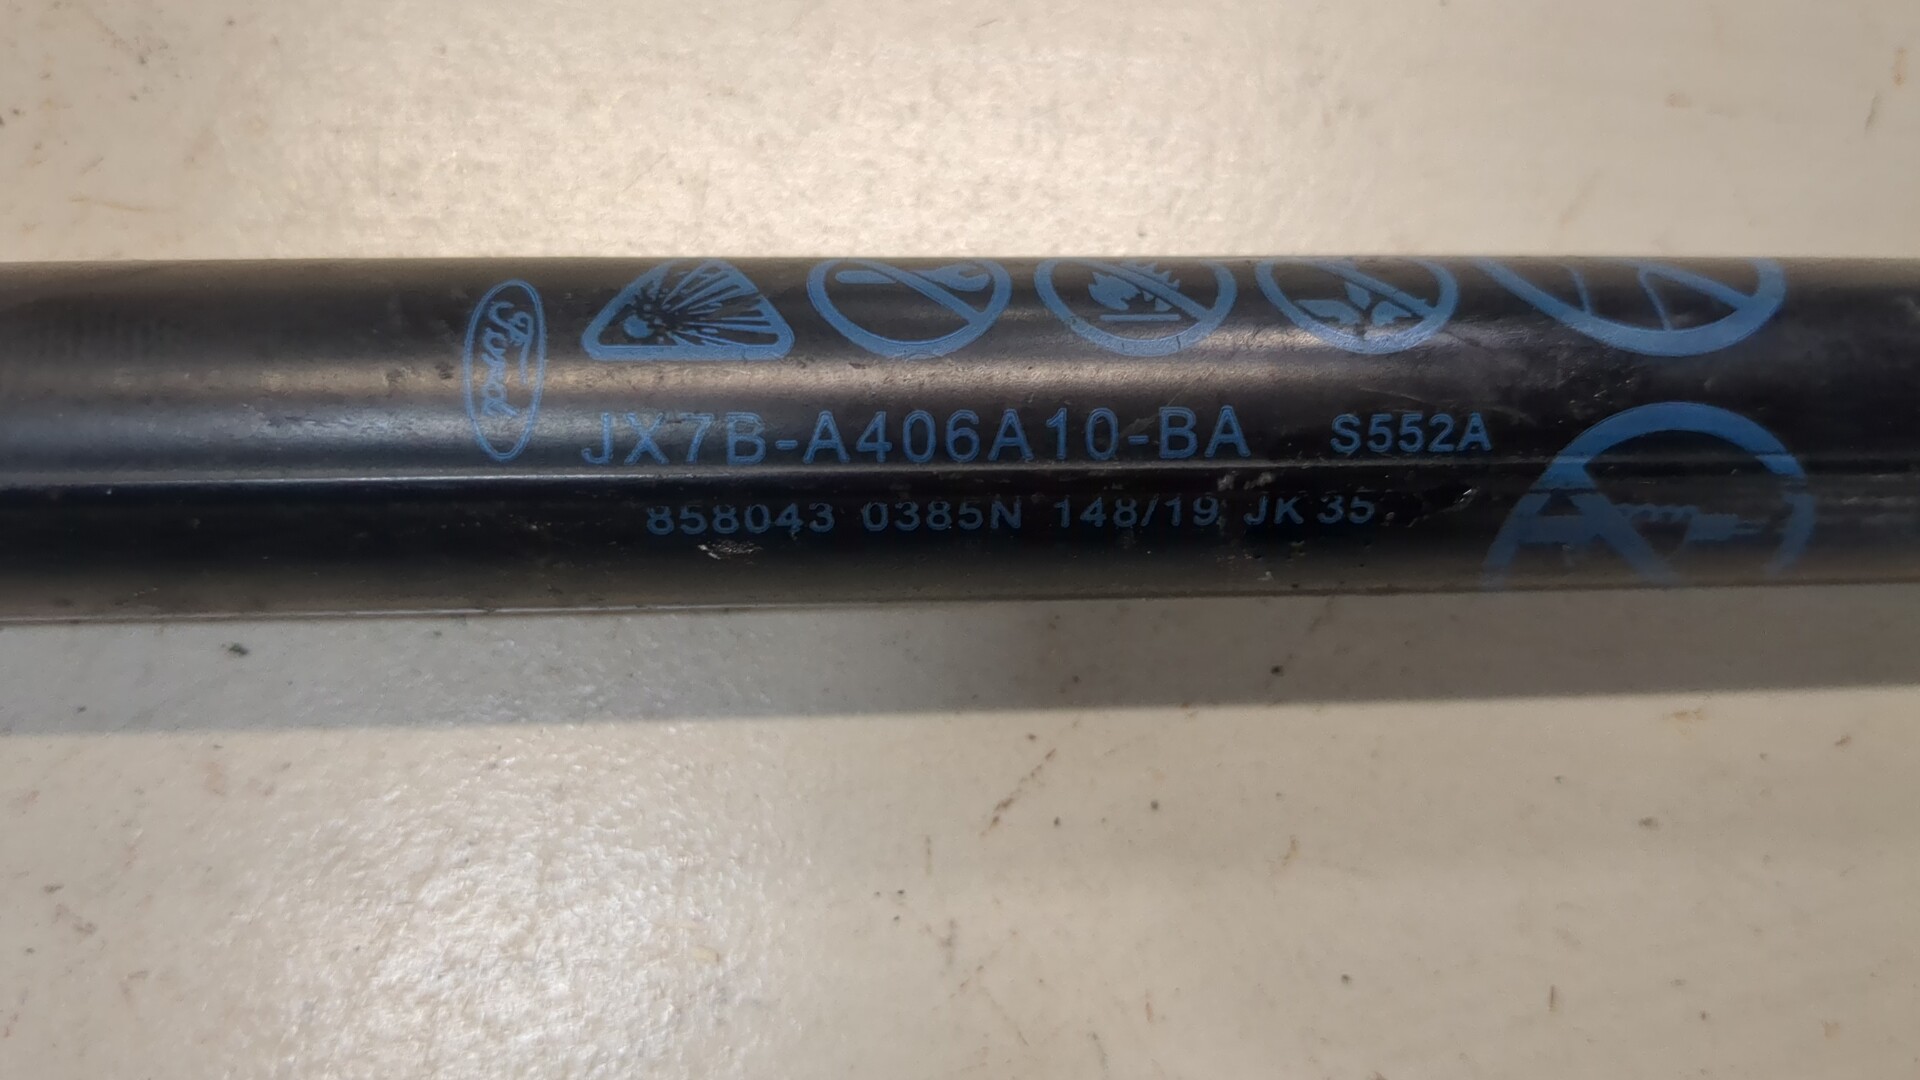 Ford
JX7B-A406A10-BA S552A
858043 0385N 148/19 JK 35